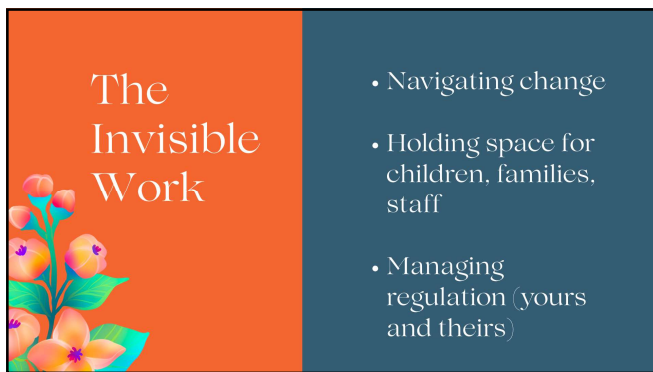 The
Invisible
Work
• Navigating change
• Holding space for
children, families,
staff
• Managing
regulation (yours
and theirs)